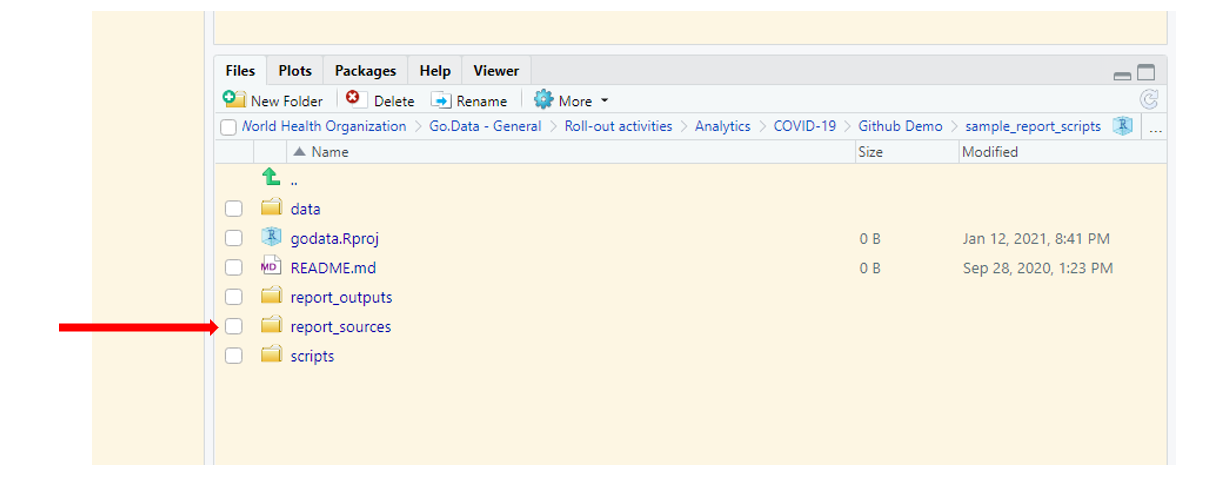 Files Plots Packages Help Viewer
New Folder Delete Rename More
World Health Organization > Go.Data - General > Roll-out activities > Analytics > COVID-19 > Github Demo > sample_report_scripts R ...
Name Size Modified
..
data
R godata.Rproj 0 B Jan 12, 2021, 8:41 PM
MD README.md 0 B Sep 28, 2020, 1:23 PM
report_outputs
report_sources
scripts